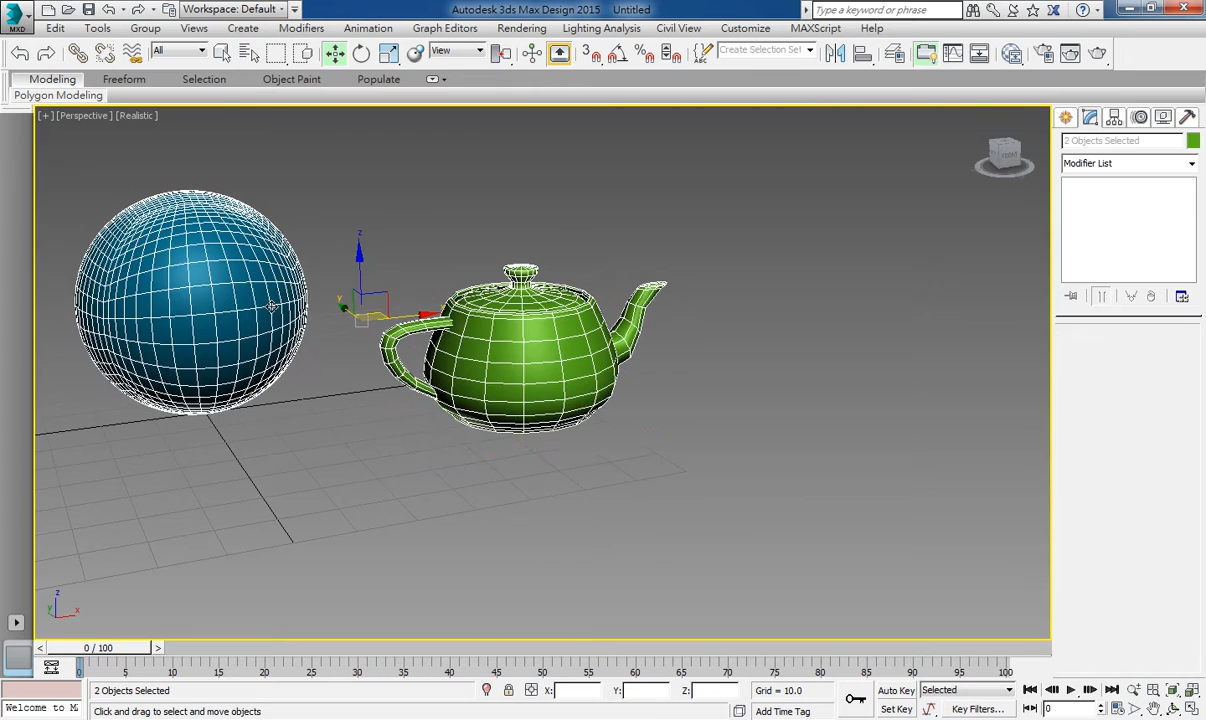 Workspace: Default
Autodesk 3ds Max Design 2015 Untitled
Type a keyword or phrase
MXD
Edit Tools Group Views Create Modifiers Animation Graph Editors Rendering Lighting Analysis Civil View Customize MAXScript Help
All
View
3
Create Selection Set
Modeling Freeform Selection Object Paint Populate
Polygon Modeling
[+] [Perspective] [Realistic]
FRONT
2 Objects Selected
Modifier List
z
y
z
y x
0 / 100
0 5 10 15 20 25 30 35 40 45 50 55 60 65 70 75 80 85 90 95 100
2 Objects Selected
X: Y: Z:
Grid = 10.0
Auto Key
Selected
Welcome to M
Click and drag to select and move objects
Add Time Tag
Set Key
Key Filters...
0